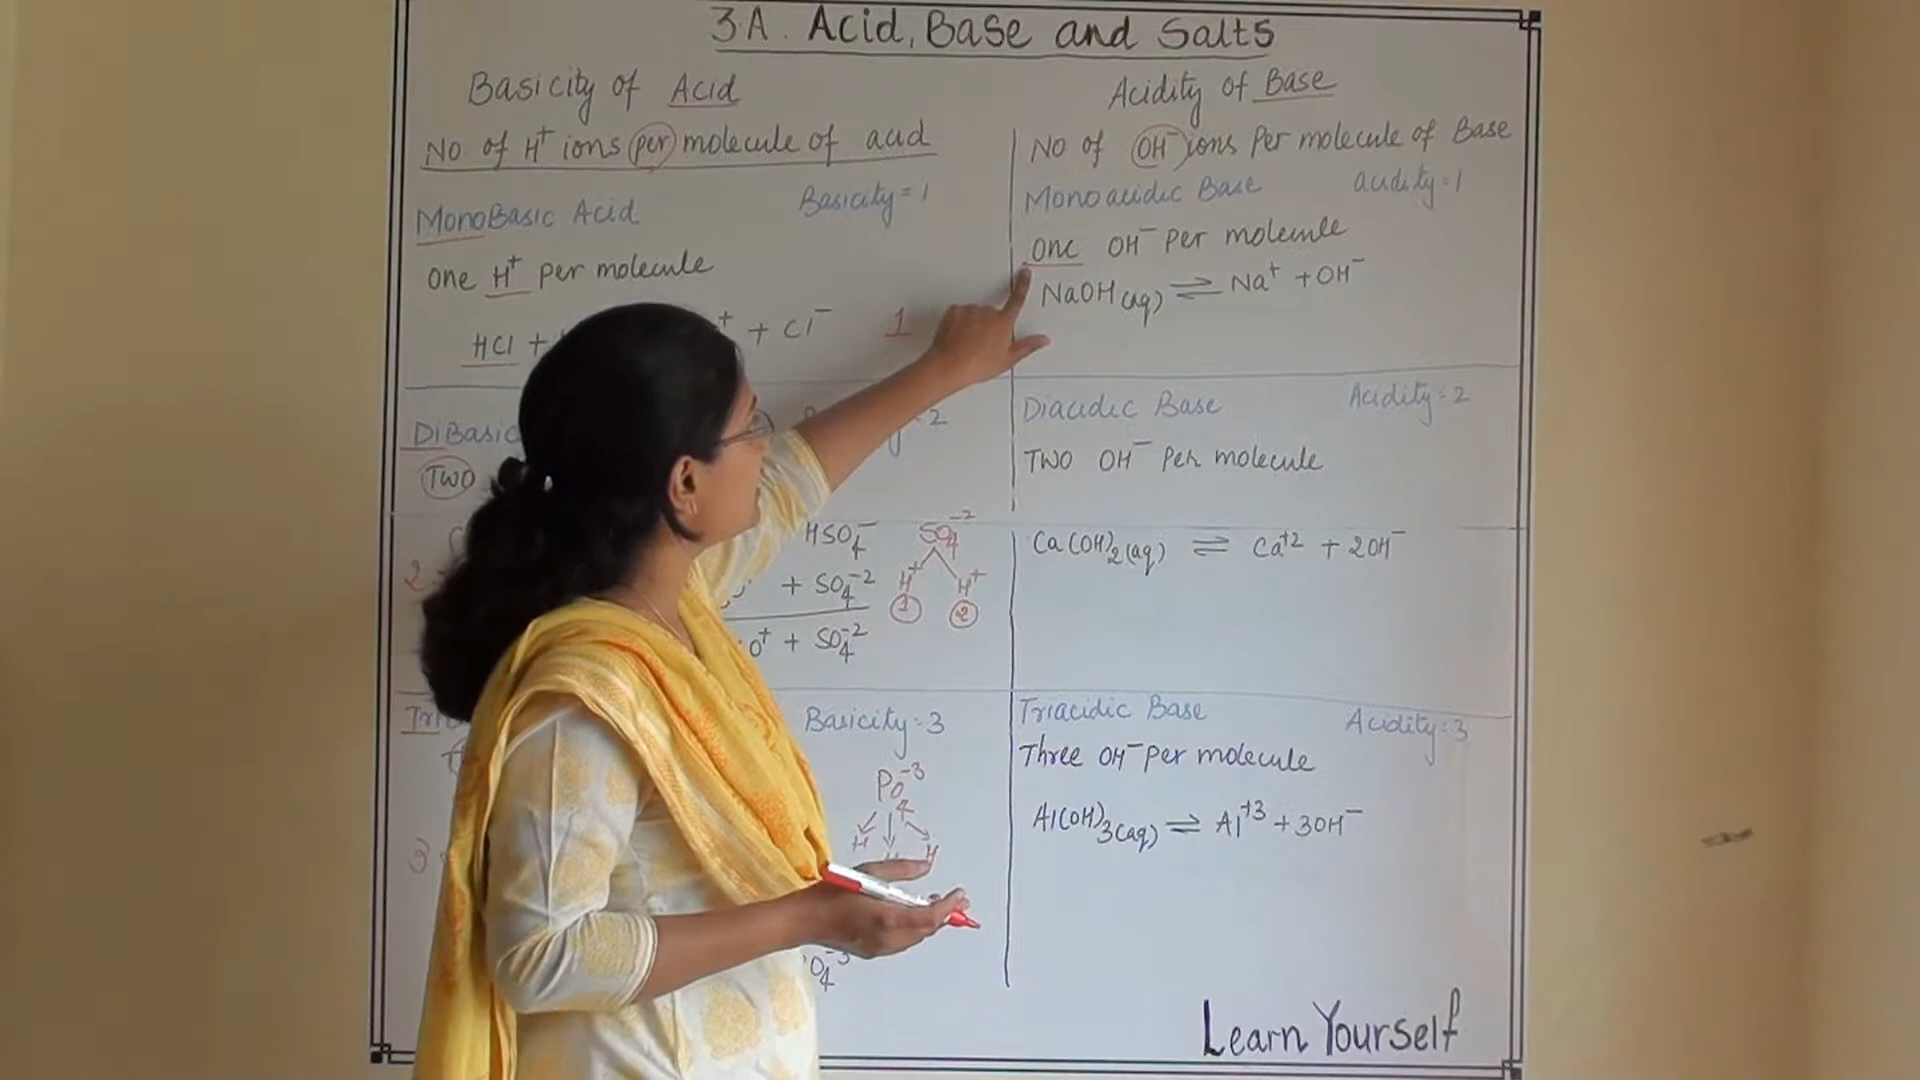 3A. Acid, Base and Salts
Basicity of Acid
No. of H⁺ ions per molecule of acid
MonoBasic Acid Basicity = 1
One H⁺ per molecule
HCl + + Cl⁻ 1
DiBasic 2
TWO
HSO₄⁻
2 + SO₄⁻²
O⁺ + SO₄⁻²
SO₄⁻²
H⁺ H⁺
1 2
Tri Basicity = 3
PO₄⁻³
H H H
3
O₄⁻³
Acidity of Base
No of OH⁻ ions Per molecule of Base
Monoacidic Base acidity = 1
One OH⁻ Per molecule
NaOH(aq) ⇌ Na⁺ + OH⁻
Diacidic Base Acidity = 2
TWO OH⁻ Per molecule
Ca(OH)₂(aq) ⇌ Ca⁺² + 2OH⁻
Triacidic Base Acidity = 3
Three OH⁻ per molecule
Al(OH)₃(aq) ⇌ Al⁺³ + 3OH⁻
Learn Yourself